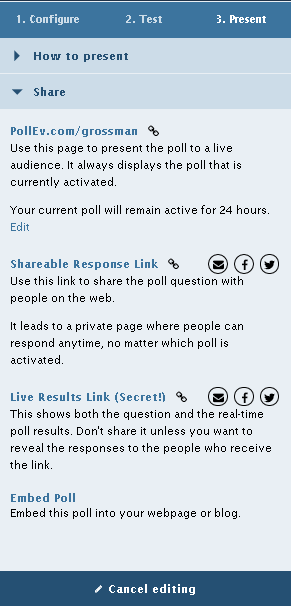 1. Configure 2. Test 3. Present
How to present
Share
PollEv.com/grossman
Use this page to present the poll to a live
audience. It always displays the poll that is
currently activated.
Your current poll will remain active for 24 hours.
Edit
Shareable Response Link
Use this link to share the poll question with
people on the web.
It leads to a private page where people can
respond anytime, no matter which poll is
activated.
Live Results Link (Secret!)
This shows both the question and the real-time
poll results. Don't share it unless you want to
reveal the responses to the people who receive
the link.
Embed Poll
Embed this poll into your webpage or blog.
Cancel editing